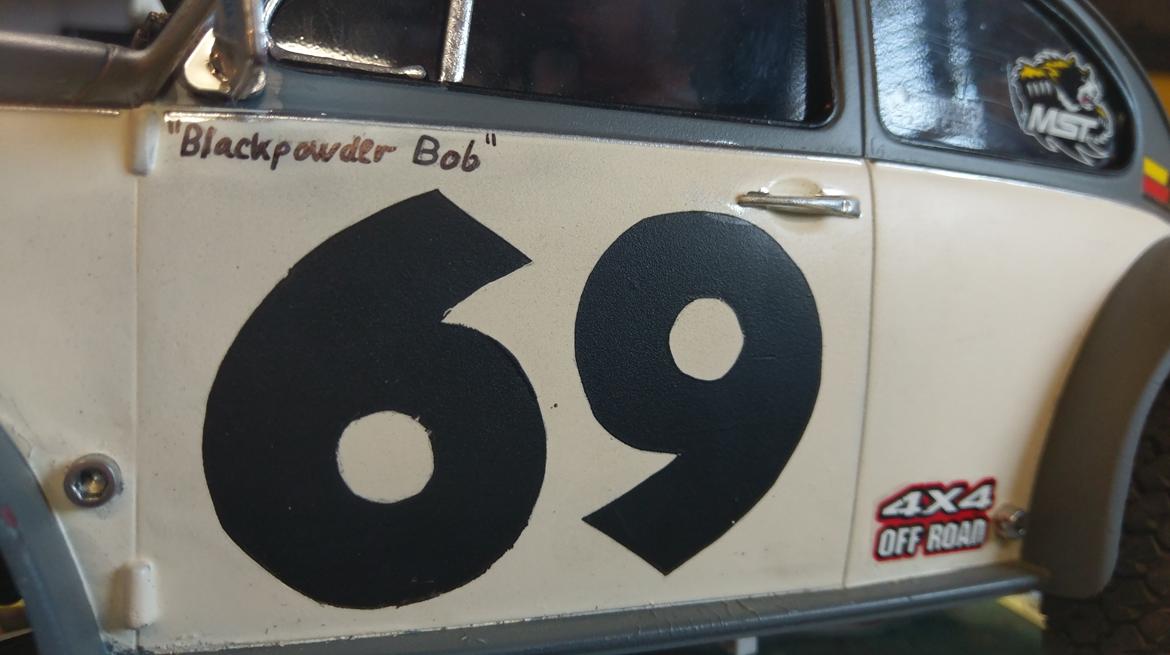 "Blackpowder Bob"
69
MST
4X4
OFF ROAD